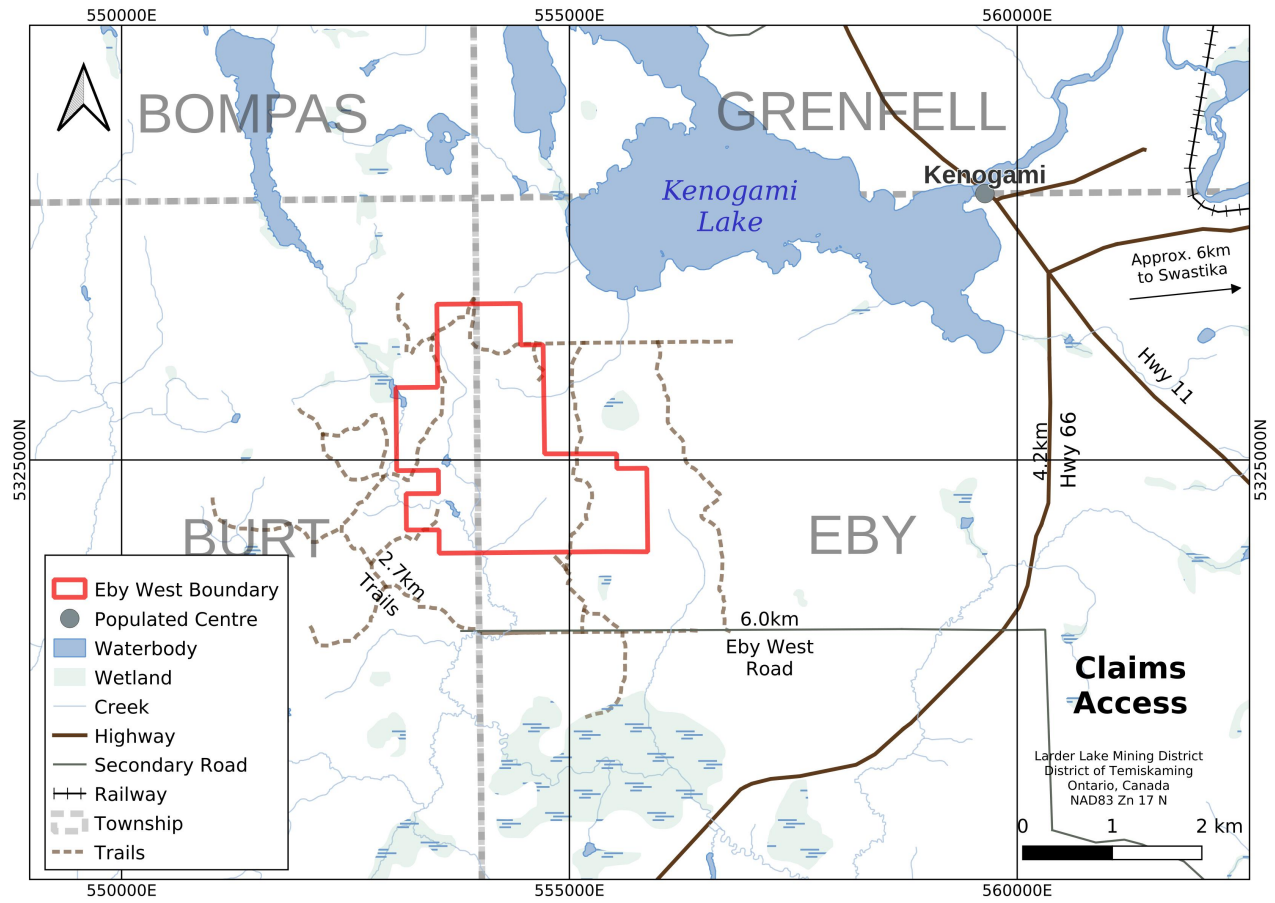 550000E
555000E
560000E
BOMPAS
GRENFELL
Kenogami
Kenogami
Lake
Approx. 6km
to Swastika
Hwy 11
4.2km
Hwy 66
5325000N
5325000N
BURT
EBY
2.7km
Trails
6.0km
Eby West
Road
Eby West Boundary
Populated Centre
Waterbody
Wetland
Creek
Highway
Secondary Road
Railway
Township
Trails
Claims
Access
Larder Lake Mining District
District of Temiskaming
Ontario, Canada
NAD83 Zn 17 N
0 1 2 km
550000E
555000E
560000E